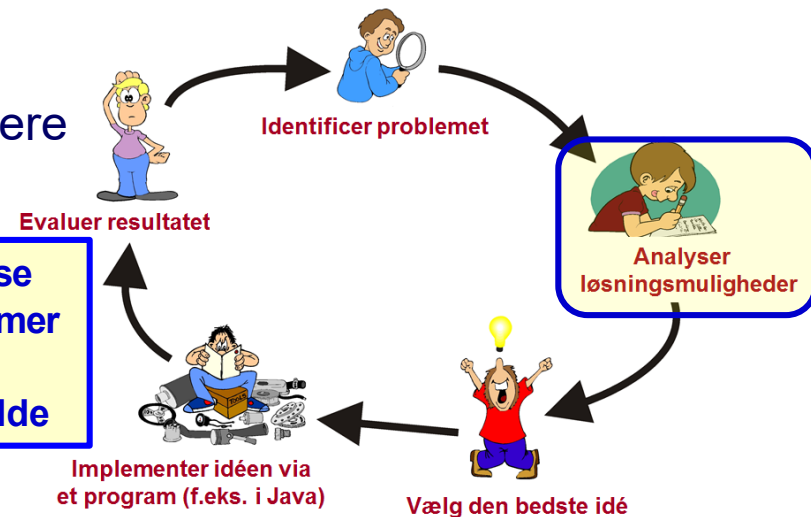 ere
Identificer problemet
Analyser
løsningsmuligheder
Evaluer resultatet
se
mer
lde
Implementer idéen via
et program (f.eks. i Java)
Vælg den bedste idé